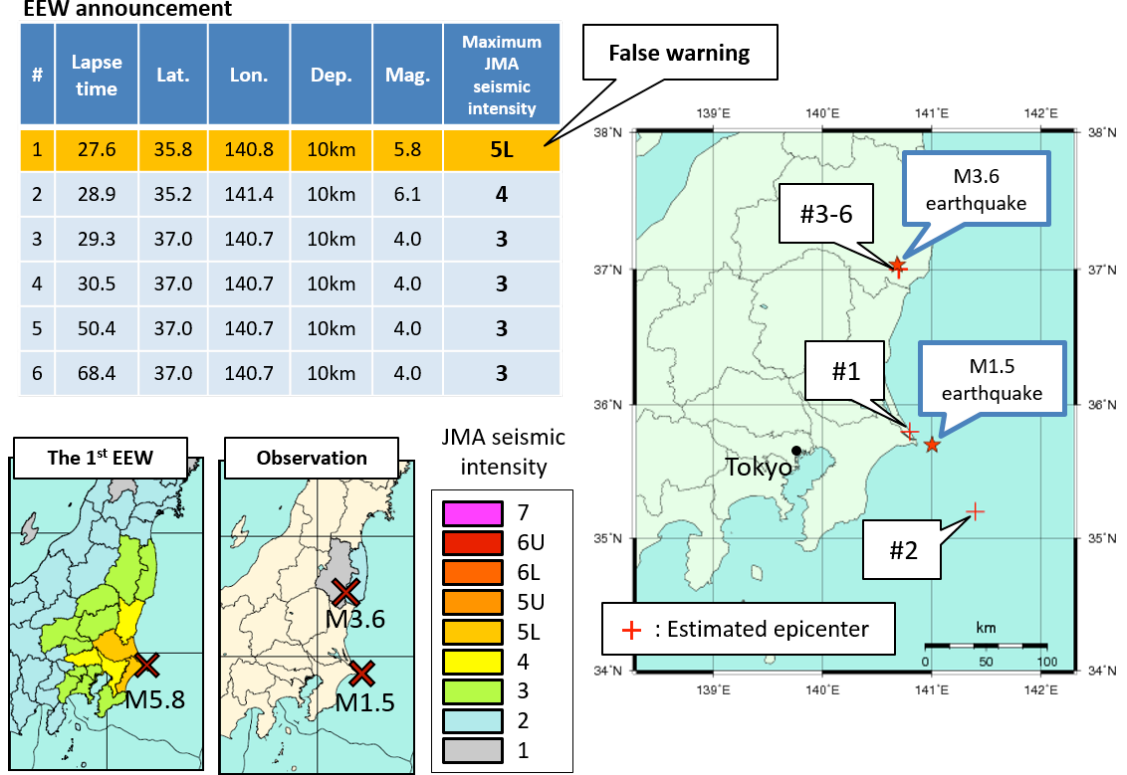 EEW announcement
# Lapse time Lat. Lon. Dep. Mag. Maximum JMA seismic intensity
1 27.6 35.8 140.8 10km 5.8 5L
2 28.9 35.2 141.4 10km 6.1 4
3 29.3 37.0 140.7 10km 4.0 3
4 30.5 37.0 140.7 10km 4.0 3
5 50.4 37.0 140.7 10km 4.0 3
6 68.4 37.0 140.7 10km 4.0 3
False warning
The 1st EEW
M5.8
Observation
M3.6
M1.5
JMA seismic
intensity
7
6U
6L
5U
5L
4
3
2
1
139°E 140°E 141°E 142°E
38°N 38°N
M3.6
earthquake
#3-6
37°N 37°N
#1
M1.5
earthquake
36°N 36°N
Tokyo
#2
35°N 35°N
+ : Estimated epicenter
km
0 50 100
34°N 34°N
139°E 140°E 141°E 142°E